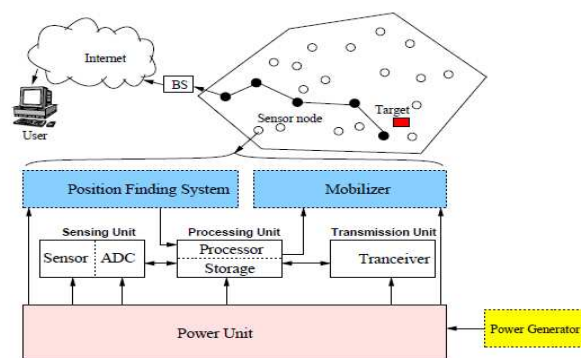 Internet
BS
User
Sensor node
Target
Position Finding System
Mobilizer
Sensing Unit
Processing Unit
Transmission Unit
Sensor
ADC
Processor
Storage
Tranceiver
Power Unit
Power Generator